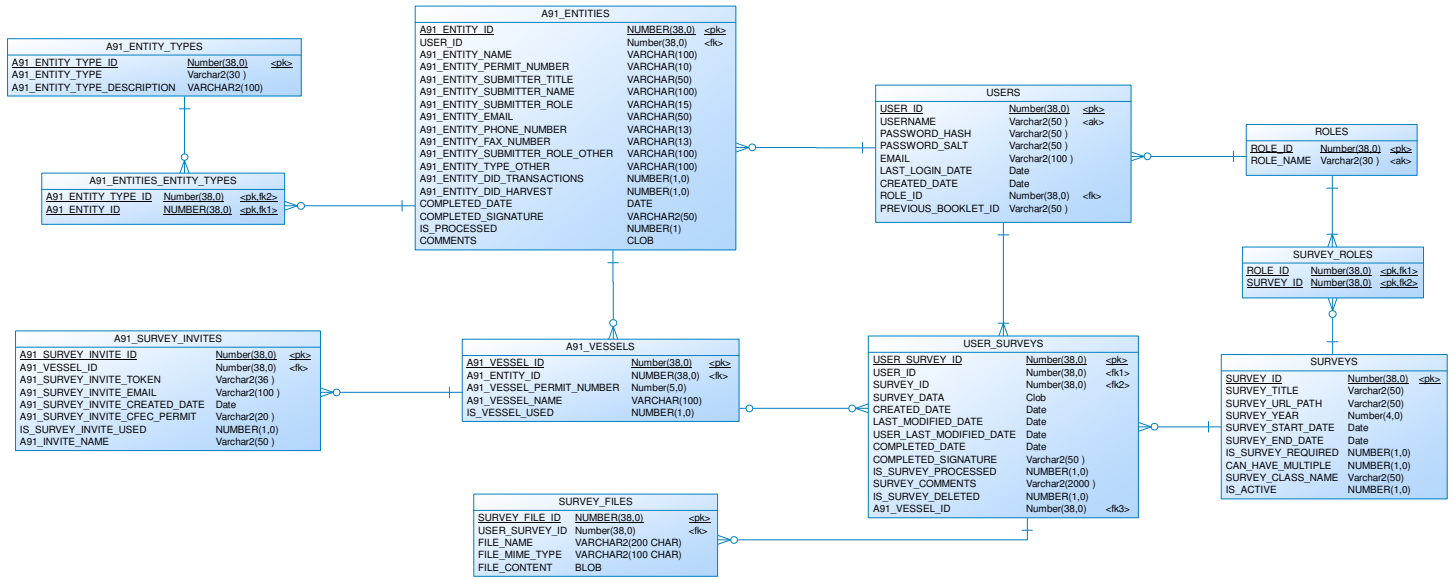 A91_ENTITY_TYPES
A91_ENTITY_TYPE_ID Number(38,0) <pk>
A91_ENTITY_TYPE Varchar2(30 )
A91_ENTITY_TYPE_DESCRIPTION VARCHAR2(100)
A91_ENTITIES
A91_ENTITY_ID NUMBER(38,0) <pk>
USER_ID Number(38,0) <fk>
A91_ENTITY_NAME VARCHAR(100)
A91_ENTITY_PERMIT_NUMBER VARCHAR(10)
A91_ENTITY_SUBMITTER_TITLE VARCHAR(50)
A91_ENTITY_SUBMITTER_NAME VARCHAR(100)
A91_ENTITY_SUBMITTER_ROLE VARCHAR(15)
A91_ENTITY_EMAIL VARCHAR(50)
A91_ENTITY_PHONE_NUMBER VARCHAR(13)
A91_ENTITY_FAX_NUMBER VARCHAR(13)
A91_ENTITY_SUBMITTER_ROLE_OTHER VARCHAR(100)
A91_ENTITY_TYPE_OTHER VARCHAR(100)
A91_ENTITY_DID_TRANSACTIONS NUMBER(1,0)
A91_ENTITY_DID_HARVEST NUMBER(1,0)
COMPLETED_DATE DATE
COMPLETED_SIGNATURE VARCHAR2(50)
IS_PROCESSED NUMBER(1)
COMMENTS CLOB
USERS
USER_ID Number(38,0) <pk>
USERNAME Varchar2(50 ) <ak>
PASSWORD_HASH Varchar2(50 )
PASSWORD_SALT Varchar2(50 )
EMAIL Varchar2(100 )
LAST_LOGIN_DATE Date
CREATED_DATE Date
ROLE_ID Number(38,0) <fk>
PREVIOUS_BOOKLET_ID Varchar2(50 )
ROLES
ROLE_ID Number(38,0) <pk>
ROLE_NAME Varchar2(30 ) <ak>
A91_ENTITIES_ENTITY_TYPES
A91_ENTITY_TYPE_ID Number(38,0) <pk,fk2>
A91_ENTITY_ID NUMBER(38,0) <pk,fk1>
SURVEY_ROLES
ROLE_ID Number(38,0) <pk,fk1>
SURVEY_ID Number(38,0) <pk,fk2>
A91_SURVEY_INVITES
A91_SURVEY_INVITE_ID Number(38,0) <pk>
A91_VESSEL_ID Number(38,0) <fk>
A91_SURVEY_INVITE_TOKEN Varchar2(36 )
A91_SURVEY_INVITE_EMAIL Varchar2(100 )
A91_SURVEY_INVITE_CREATED_DATE Date
A91_SURVEY_INVITE_CFEC_PERMIT Varchar2(20 )
IS_SURVEY_INVITE_USED NUMBER(1,0)
A91_INVITE_NAME Varchar2(50 )
A91_VESSELS
A91_VESSEL_ID Number(38,0) <pk>
A91_ENTITY_ID NUMBER(38,0) <fk>
A91_VESSEL_PERMIT_NUMBER Number(5,0)
A91_VESSEL_NAME VARCHAR(100)
IS_VESSEL_USED NUMBER(1,0)
USER_SURVEYS
USER_SURVEY_ID Number(38,0) <pk>
USER_ID Number(38,0) <fk1>
SURVEY_ID Number(38,0) <fk2>
SURVEY_DATA Clob
CREATED_DATE Date
LAST_MODIFIED_DATE Date
USER_LAST_MODIFIED_DATE Date
COMPLETED_DATE Date
COMPLETED_SIGNATURE Varchar2(50 )
IS_SURVEY_PROCESSED NUMBER(1,0)
SURVEY_COMMENTS Varchar2(2000 )
IS_SURVEY_DELETED NUMBER(1,0)
A91_VESSEL_ID Number(38,0) <fk3>
SURVEYS
SURVEY_ID Number(38,0) <pk>
SURVEY_TITLE Varchar2(50)
SURVEY_URL_PATH Varchar2(50)
SURVEY_YEAR Number(4,0)
SURVEY_START_DATE Date
SURVEY_END_DATE Date
IS_SURVEY_REQUIRED NUMBER(1,0)
CAN_HAVE_MULTIPLE NUMBER(1,0)
SURVEY_CLASS_NAME Varchar2(50)
IS_ACTIVE NUMBER(1,0)
SURVEY_FILES
SURVEY_FILE_ID NUMBER(38,0) <pk>
USER_SURVEY_ID Number(38,0) <fk>
FILE_NAME VARCHAR2(200 CHAR)
FILE_MIME_TYPE VARCHAR2(100 CHAR)
FILE_CONTENT BLOB